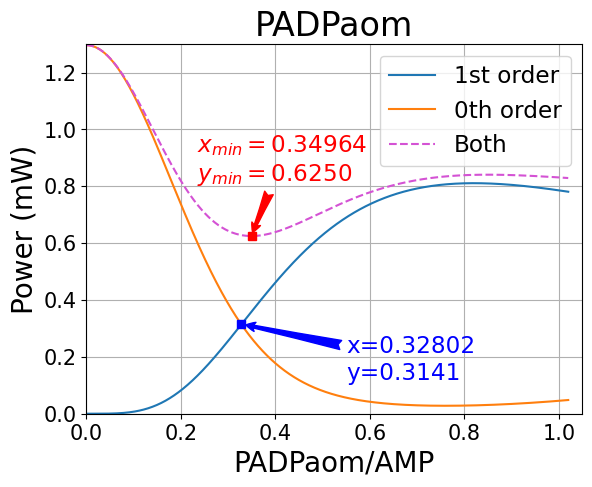 PADPaom
1st order
0th order
Both
x_min = 0.34964
y_min = 0.6250
x=0.32802
y=0.3141
Power (mW)
1.2
1.0
0.8
0.6
0.4
0.2
0.0
0.0 0.2 0.4 0.6 0.8 1.0
PADPaom/AMP